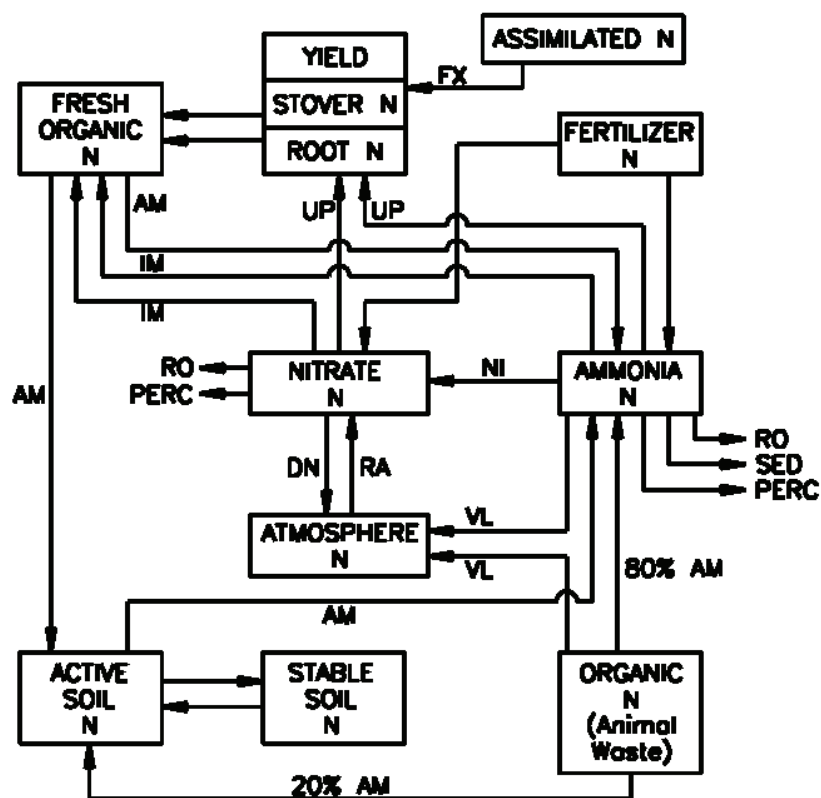 ASSIMILATED N
YIELD
STOVER N
ROOT N
FX
FRESH
ORGANIC
N
FERTILIZER
N
AM
UP
UP
IM
IM
RO
PERC
NITRATE
N
NI
AMMONIA
N
AM
RO
SED
PERC
DN
RA
ATMOSPHERE
N
VL
VL
80% AM
AM
ACTIVE
SOIL
N
STABLE
SOIL
N
ORGANIC
N
(Animal
Waste)
20% AM